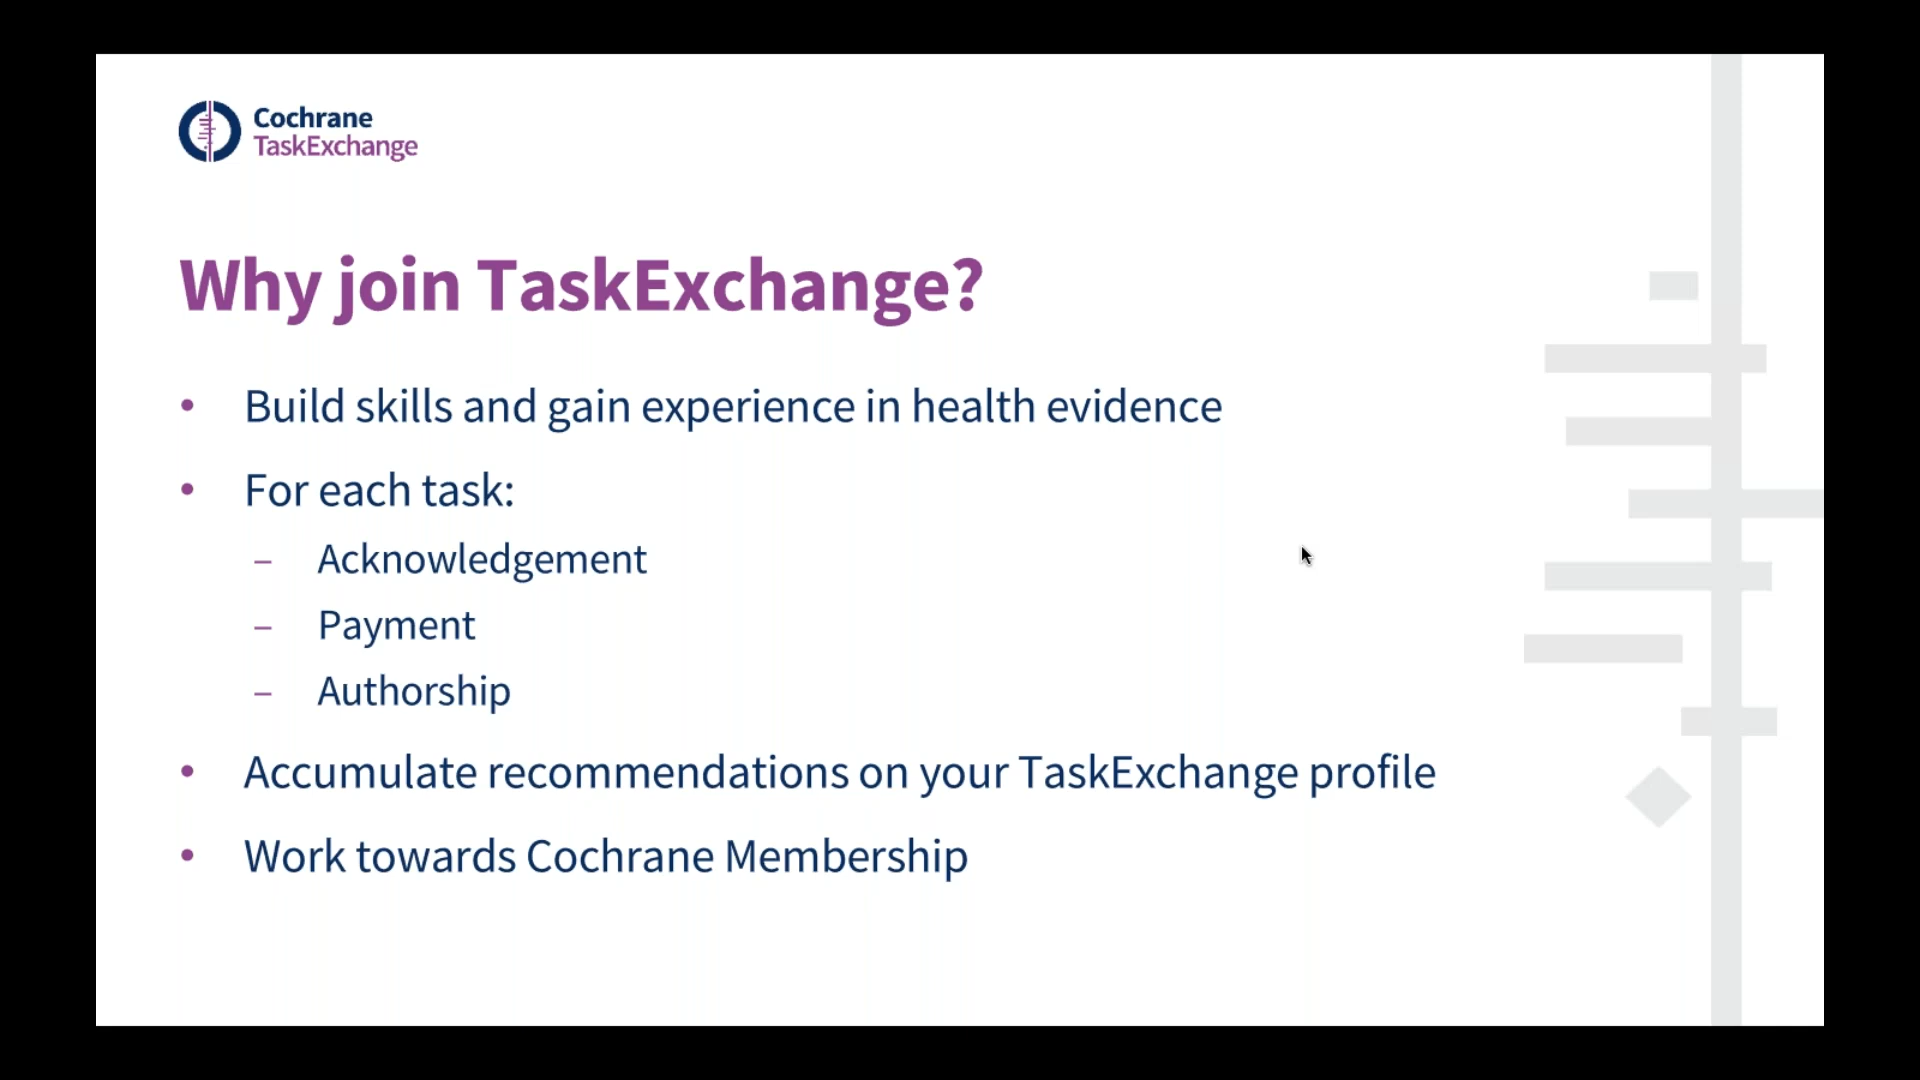 Cochrane
TaskExchange
Why join TaskExchange?
• Build skills and gain experience in health evidence
• For each task:
– Acknowledgement
– Payment
– Authorship
• Accumulate recommendations on your TaskExchange profile
• Work towards Cochrane Membership